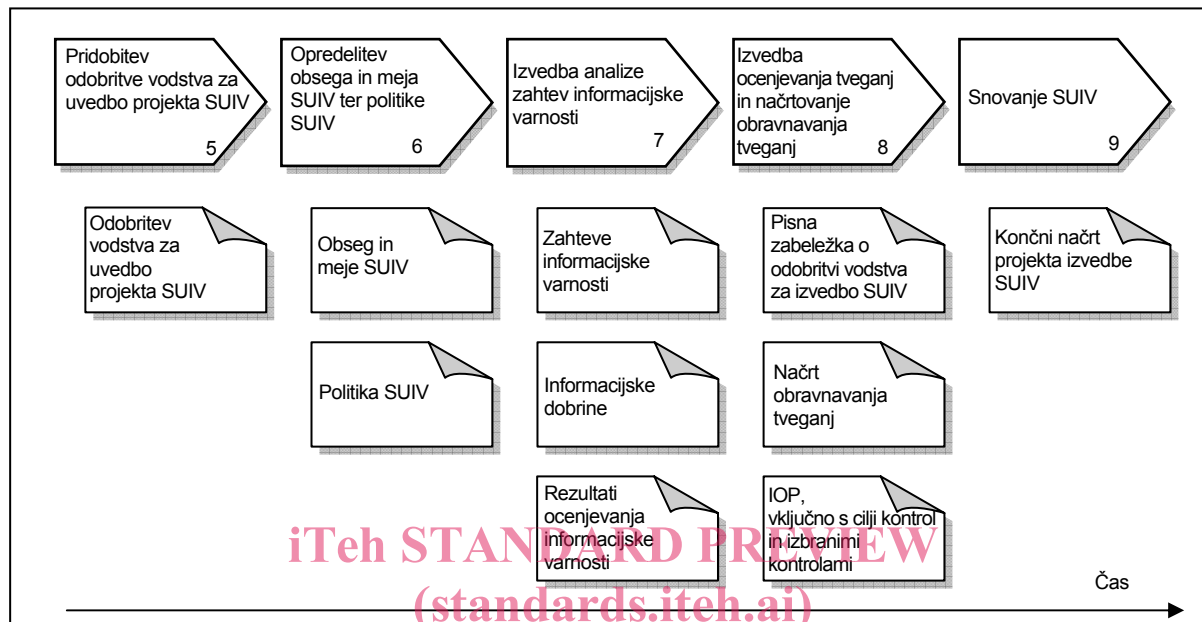 Pridobitev
odobritve vodstva za
uvedbo projekta SUIV
5
Opredelitev
obsega in meja
SUIV ter politike
SUIV
6
Izvedba analize
zahtev informacijske
varnosti
7
Izvedba
ocenjevanja tveganj
in načrtovanje
obravnavanja
tveganj
8
Snovanje SUIV
9
Odobritev
vodstva za
uvedbo
projekta SUIV
Obseg in
meje SUIV
Zahteve
informacijske
varnosti
Pisna
zabeležka o
odobritvi vodstva
za izvedbo SUIV
Končni načrt
projekta izvedbe
SUIV
Politika SUIV
Informacijske
dobrine
Načrt
obravnavanja
tveganj
Rezultati
ocenjevanja
informacijske
varnosti
IOP,
vključno s cilji kontrol
in izbranimi
kontrolami
iTeh STANDARD PREVIEW
(standards.iteh.ai)
Čas